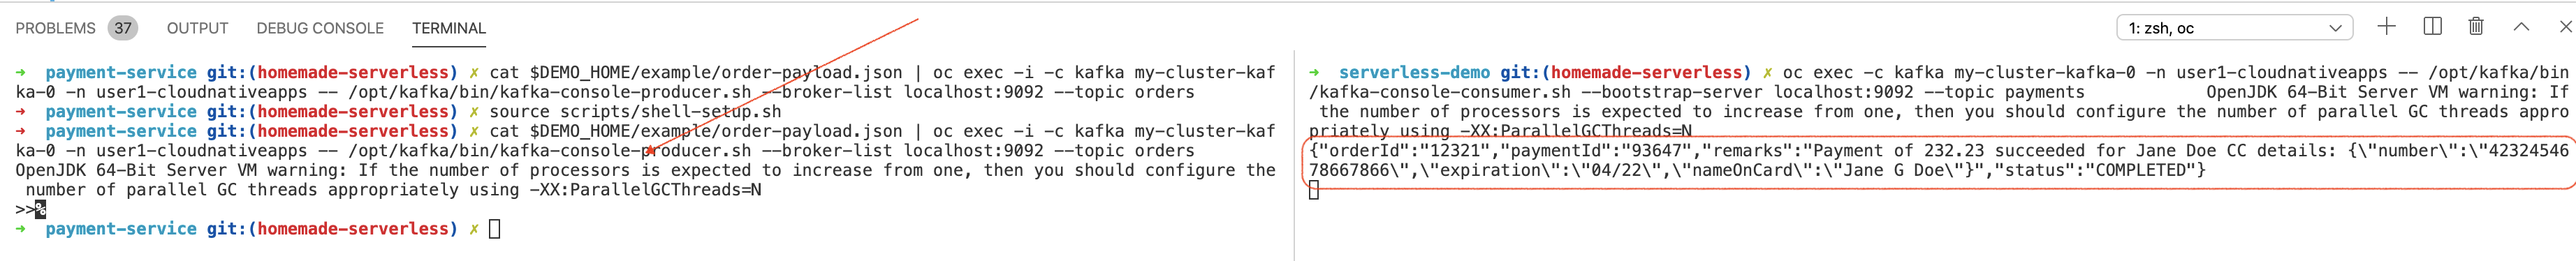 PROBLEMS 37 OUTPUT DEBUG CONSOLE TERMINAL 1: zsh, oc
→ payment-service git:(homemade-serverless) ✗ cat $DEMO_HOME/example/order-payload.json | oc exec -i -c kafka my-cluster-kaf
ka-0 -n user1-cloudnativeapps -- /opt/kafka/bin/kafka-console-producer.sh --broker-list localhost:9092 --topic orders
→ payment-service git:(homemade-serverless) ✗ source scripts/shell-setup.sh
→ payment-service git:(homemade-serverless) ✗ cat $DEMO_HOME/example/order-payload.json | oc exec -i -c kafka my-cluster-kaf
ka-0 -n user1-cloudnativeapps -- /opt/kafka/bin/kafka-console-producer.sh --broker-list localhost:9092 --topic orders
OpenJDK 64-Bit Server VM warning: If the number of processors is expected to increase from one, then you should configure the
number of parallel GC threads appropriately using -XX:ParallelGCThreads=N
>>%
→ payment-service git:(homemade-serverless) ✗
→ serverless-demo git:(homemade-serverless) ✗ oc exec -c kafka my-cluster-kafka-0 -n user1-cloudnativeapps -- /opt/kafka/bin
/kafka-console-consumer.sh --bootstrap-server localhost:9092 --topic payments OpenJDK 64-Bit Server VM warning: If
the number of processors is expected to increase from one, then you should configure the number of parallel GC threads appro
priately using -XX:ParallelGCThreads=N
{"orderId":"12321","paymentId":"93647","remarks":"Payment of 232.23 succeeded for Jane Doe CC details: {\"number\":\"42324546
78667866\",\"expiration\":\"04/22\",\"nameOnCard\":\"Jane G Doe\"}","status":"COMPLETED"}